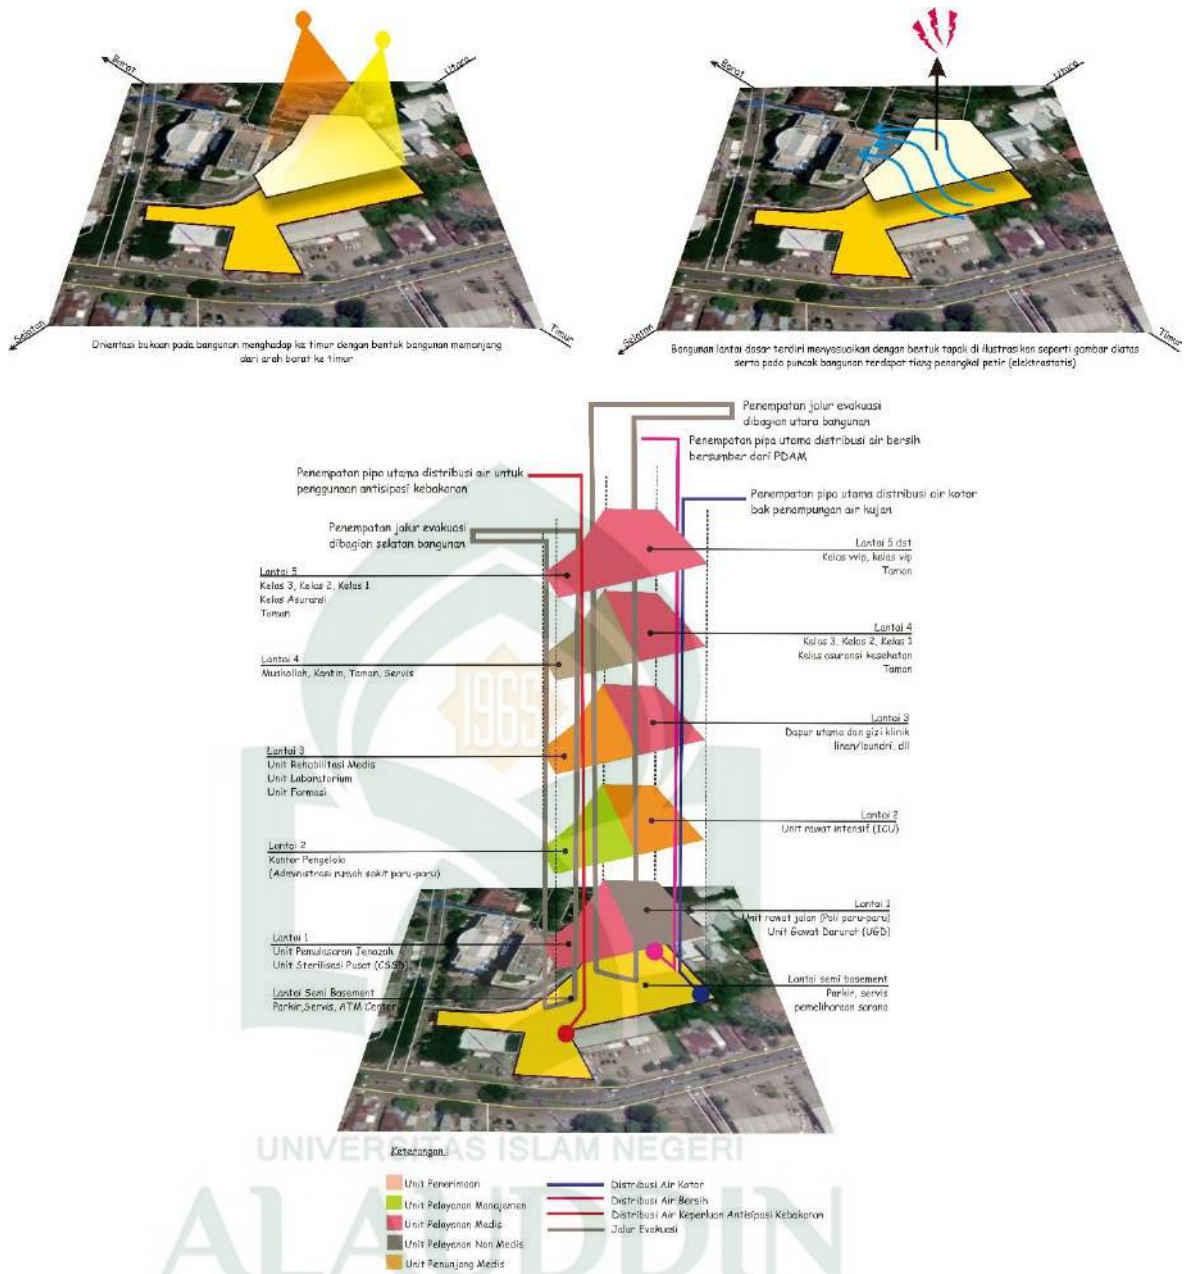 Barat
Utara
Selatan
Timur
Orientasi bukaan pada bangunan menghadap ke timur dengan bentuk bangunan memanjang
dari arah barat ke timur
Barat
Utara
Selatan
Timur
Bangunan lantai dasar terdiri menyesuaikan dengan bentuk tapak di ilustrasikan seperti gambar diatas
serta pada puncak bangunan terdapat tiang penangkal petir (elektrostatis)
Penempatan jalur evakuasi
dibagian utara bangunan
Penempatan pipa utama distribusi air bersih
bersumber dari PDAM
Penempatan pipa utama distribusi air untuk
penggunaan antisipasi kebakaran
Penempatan pipa utama distribusi air kotor
bak penampungan air hujan
Penempatan jalur evakuasi
dibagian selatan bangunan
Lantai 5 dst
Kelas vvip, kelas vip
Taman
Lantai 5
Kelas 3, Kelas 2, Kelas 1
Kelas Asuransi
Taman
Lantai 4
Kelas 3, Kelas 2, Kelas 1
Kelas asuransi kesehatan
Taman
Lantai 4
Mushollah, Kantin, Taman, Servis
1965
Lantai 3
Dapur utama dan gizi klinik
linen/laundri, dll
Lantai 3
Unit Rehabilitasi Medis
Unit Laboratorium
Unit Farmasi
Lantai 2
Unit rawat intensif (ICU)
Lantai 2
Kantor Pengelola
(Administrasi rumah sakit paru-paru)
Lantai 1
Unit rawat jalan (Poli paru-paru)
Unit Gawat Darurat (UGD)
Lantai 1
Unit Pemulasaran Jenazah
Unit Sterilisasi Pusat (CSSD)
Lantai semi basement
Parkir, servis
pemeliharaan sarana
Lantai Semi Basement
Parkir,Servis, ATM Center
UNIVERSITAS ISLAM NEGERI
ALAUDDIN
Keterangan :
Unit Penerimaan
Unit Pelayanan Manajemen
Unit Pelayanan Medis
Unit Pelayanan Non Medis
Unit Penunjang Medis
Distribusi Air Kotor
Distribusi Air Bersih
Distribusi Air Keperluan Antisipasi Kebakaran
Jalur Evakuasi